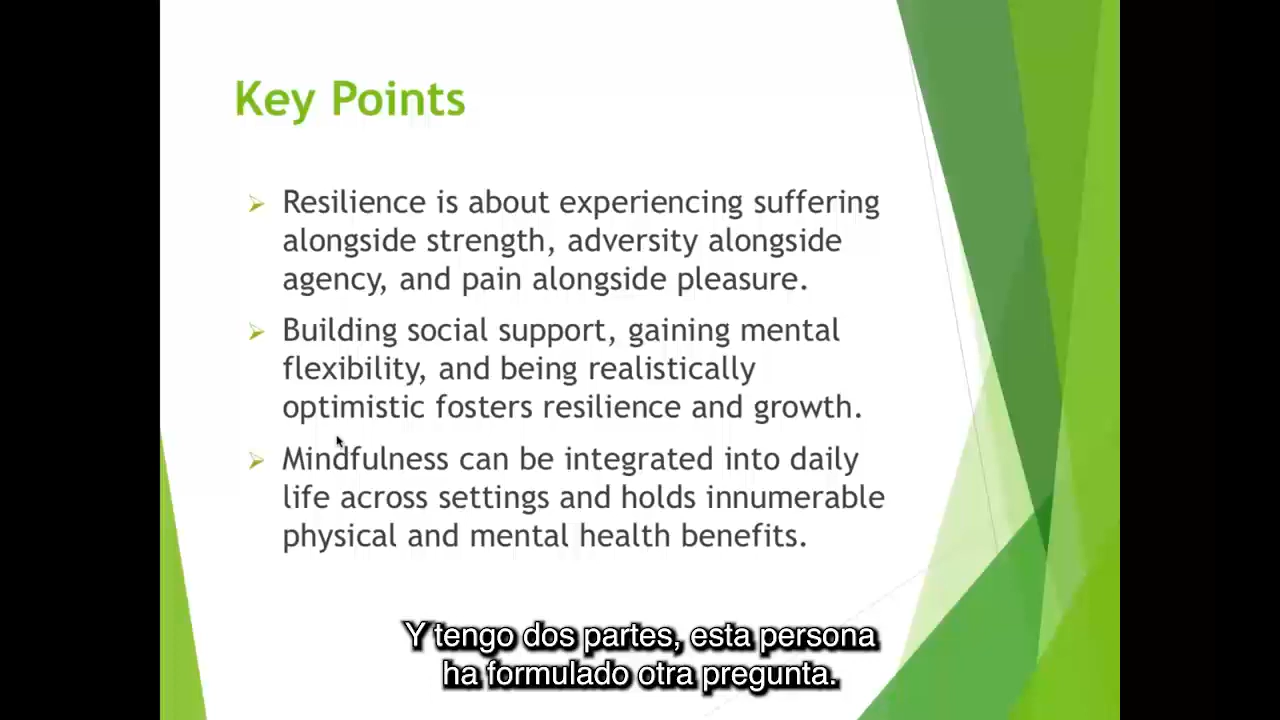 Key Points
Resilience is about experiencing suffering
alongside strength, adversity alongside
agency, and pain alongside pleasure.
Building social support, gaining mental
flexibility, and being realistically
optimistic fosters resilience and growth.
Mindfulness can be integrated into daily
life across settings and holds innumerable
physical and mental health benefits.
Y tengo dos partes, esta persona
ha formulado otra pregunta.